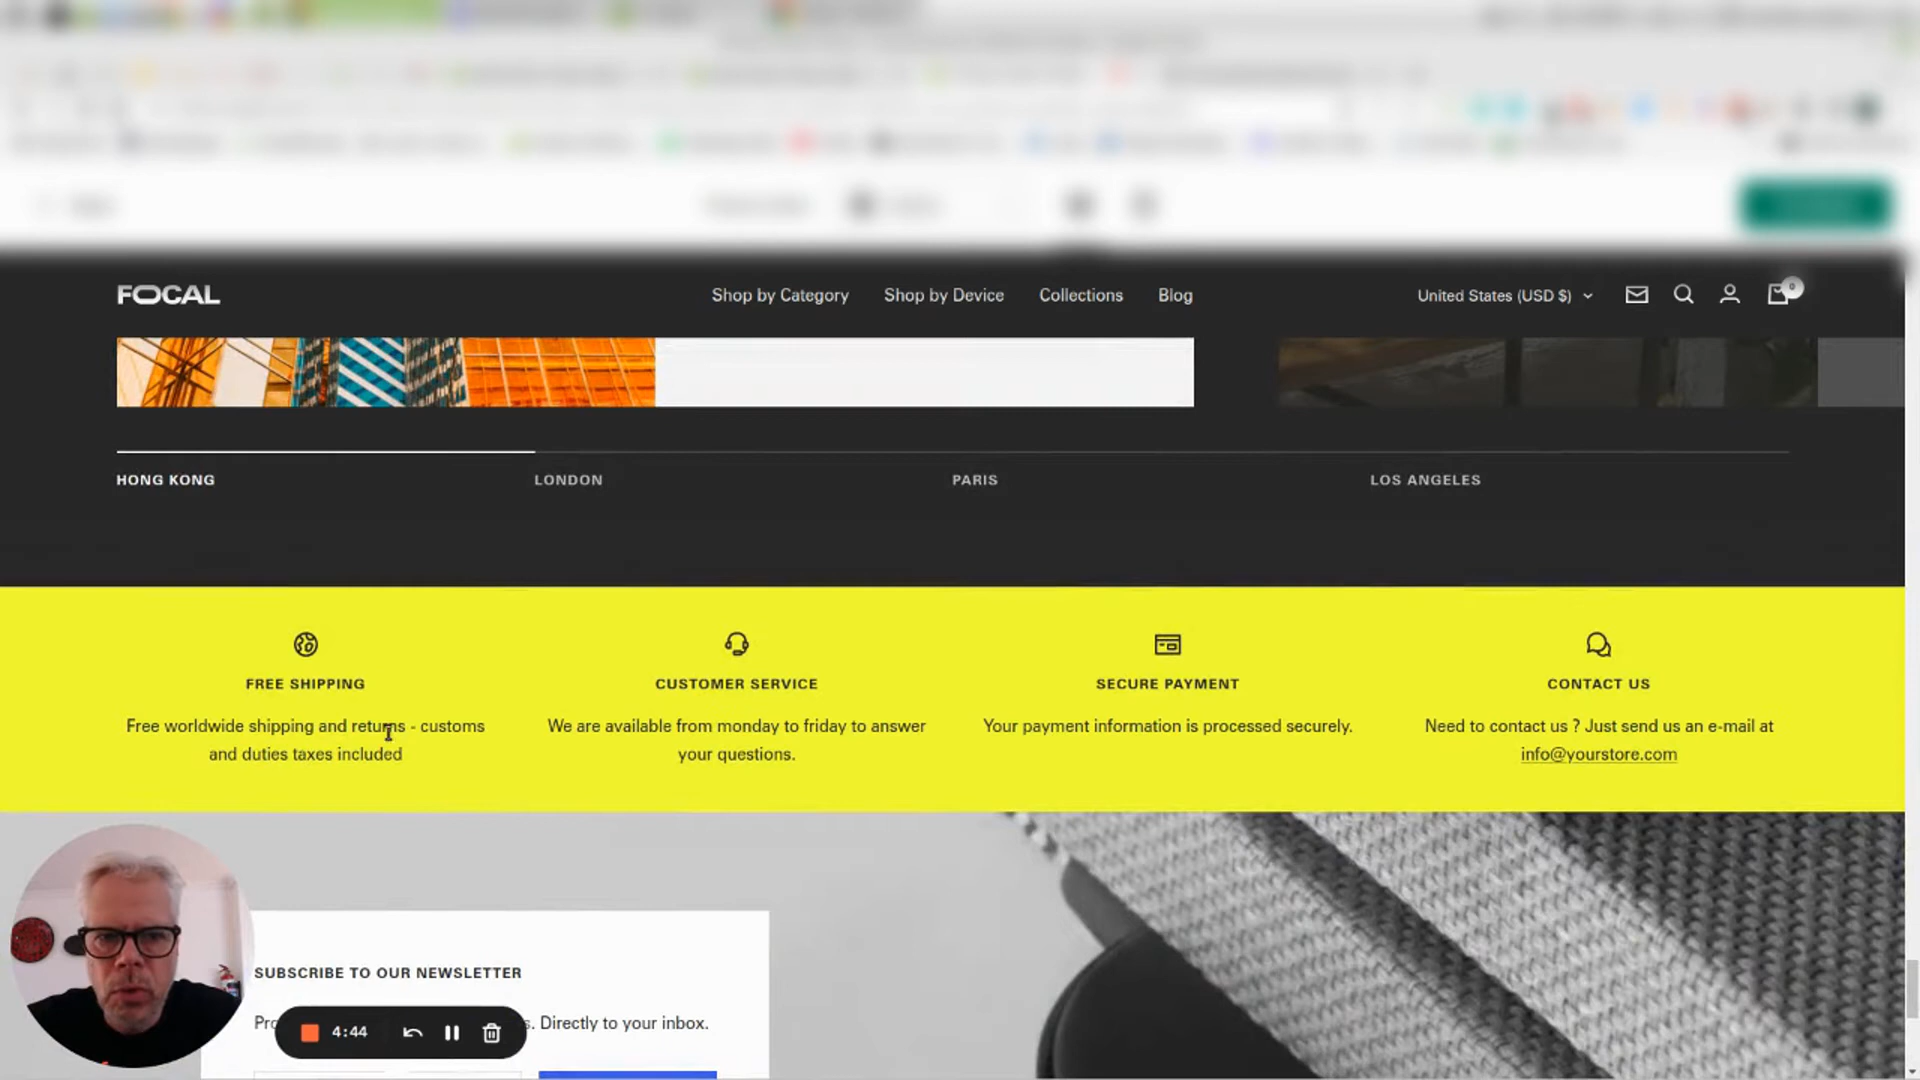 FOCAL
Shop by Category
Shop by Device
Collections
Blog
United States (USD $)
0
HONG KONG
LONDON
PARIS
LOS ANGELES
FREE SHIPPING
Free worldwide shipping and returns - customs
and duties taxes included
CUSTOMER SERVICE
We are available from monday to friday to answer
your questions.
SECURE PAYMENT
Your payment information is processed securely.
CONTACT US
Need to contact us ? Just send us an e-mail at
info@yourstore.com
SUBSCRIBE TO OUR NEWSLETTER
Directly to your inbox.
4:44